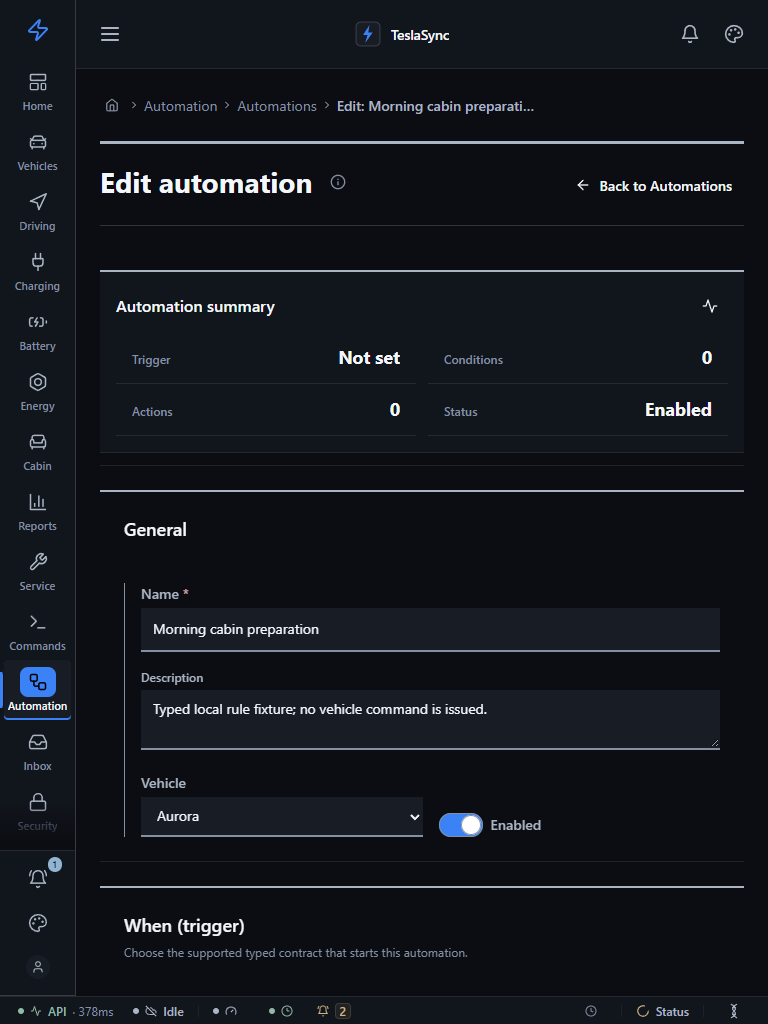 TeslaSync
Home
Vehicles
Driving
Charging
Battery
Energy
Cabin
Reports
Service
Commands
Automation
Inbox
Security
1
Automation
Automations
Edit: Morning cabin preparati...
Edit automation
Back to Automations
Automation summary
Trigger Not set
Conditions 0
Actions 0
Status Enabled
General
Name *
Morning cabin preparation
Description
Typed local rule fixture; no vehicle command is issued.
Vehicle
Aurora
Enabled
When (trigger)
Choose the supported typed contract that starts this automation.
API · 378ms
Idle
2
Status